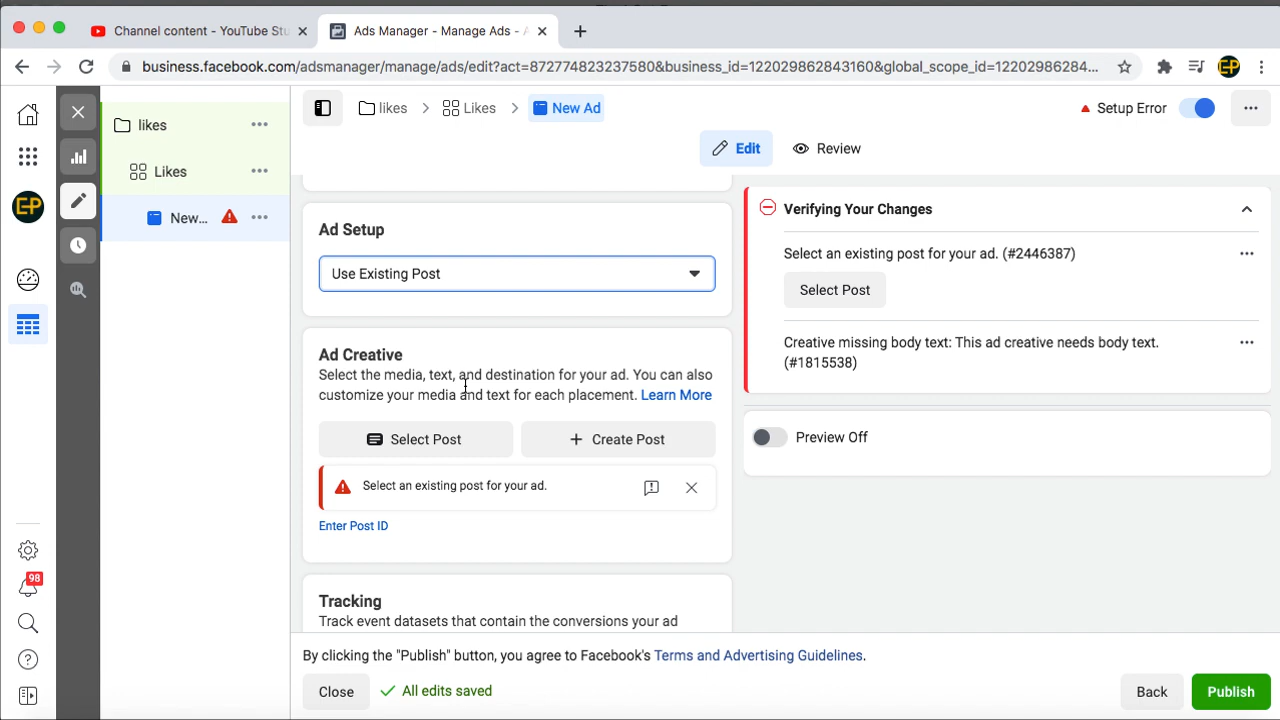 Channel content - YouTube Stu
Ads Manager - Manage Ads -
business.facebook.com/adsmanager/manage/ads/edit?act=872774823237580&business_id=122029862843160&global_scope_id=12202986284...
EP
likes
Likes
New Ad
Setup Error
likes
Edit
Review
Likes
EP
New...
Ad Setup
Use Existing Post
Ad Creative
Select the media, text, and destination for your ad. You can also
customize your media and text for each placement. Learn More
Select Post
Create Post
Select an existing post for your ad.
Enter Post ID
Tracking
Track event datasets that contain the conversions your ad
Verifying Your Changes
Select an existing post for your ad. (#2446387)
Select Post
Creative missing body text: This ad creative needs body text.
(#1815538)
Preview Off
98
By clicking the "Publish" button, you agree to Facebook's Terms and Advertising Guidelines.
Close
All edits saved
Back
Publish